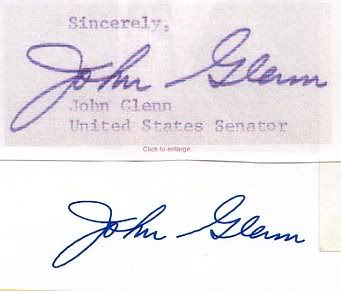 Sincerely,
John Glenn
John Glenn
United States Senator
Click to enlarge.
John Glenn